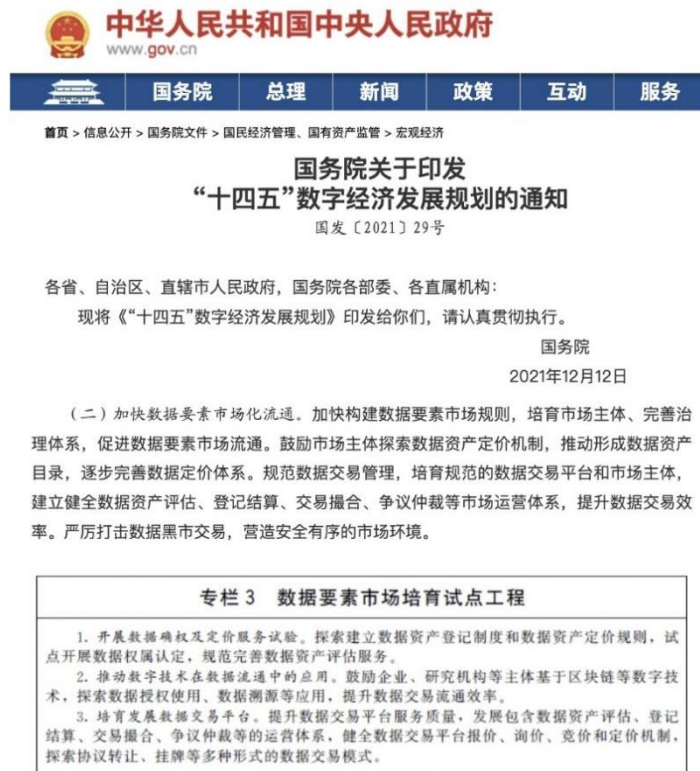 中华人民共和国中央人民政府
www.gov.cn
国务院 总理 新闻 政策 互动 服务
首页 > 信息公开 > 国务院文件 > 国民经济管理、国有资产监管 > 宏观经济
国务院关于印发
“十四五”数字经济发展规划的通知
国发〔2021〕29号
各省、自治区、直辖市人民政府，国务院各部委、各直属机构：
现将《“十四五”数字经济发展规划》印发给你们，请认真贯彻执行。
国务院
2021年12月12日
（二）加快数据要素市场化流通。加快构建数据要素市场规则，培育市场主体、完善治
理体系，促进数据要素市场流通。鼓励市场主体探索数据资产定价机制，推动形成数据资产
目录，逐步完善数据定价体系。规范数据交易管理，培育规范的数据交易平台和市场主体，
建立健全数据资产评估、登记结算、交易撮合、争议仲裁等市场运营体系，提升数据交易效
率。严厉打击数据黑市交易，营造安全有序的市场环境。
专栏 3 数据要素市场培育试点工程
1. 开展数据确权及定价服务试验。探索建立数据资产登记制度和数据资产定价规则，试
点开展数据权属认定，规范完善数据资产评估服务。
2. 推动数字技术在数据流通中的应用。鼓励企业、研究机构等主体基于区块链等数字技
术，探索数据授权使用、数据溯源等应用，提升数据交易流通效率。
3. 培育发展数据交易平台。提升数据交易平台服务质量，发展包含数据资产评估、登记
结算、交易撮合、争议仲裁等的运营体系，健全数据交易平台报价、询价、竞价和定价机制，
探索协议转让、挂牌等多种形式的数据交易模式。